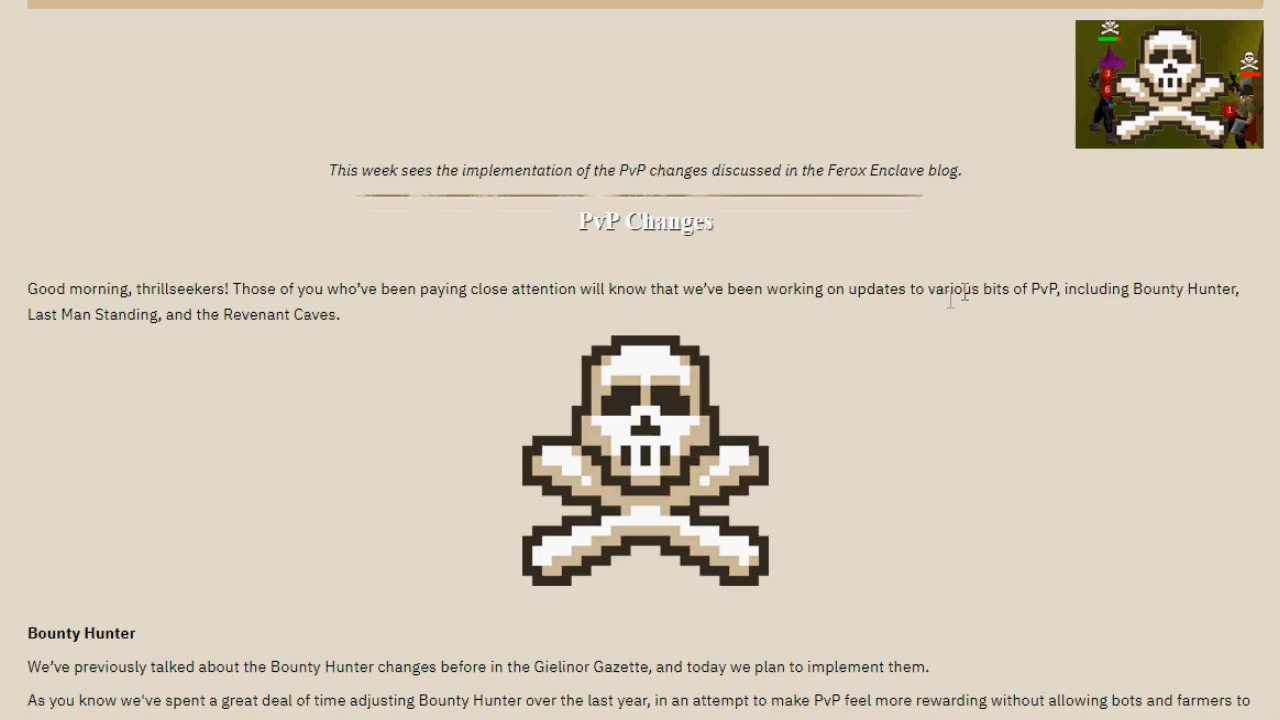 3
6
1
This week sees the implementation of the PvP changes discussed in the Ferox Enclave blog.
PvP Changes
Good morning, thrillseekers! Those of you who’ve been paying close attention will know that we’ve been working on updates to various bits of PvP, including Bounty Hunter,
Last Man Standing, and the Revenant Caves.
Bounty Hunter
We’ve previously talked about the Bounty Hunter changes before in the Gielinor Gazette, and today we plan to implement them.
As you know we've spent a great deal of time adjusting Bounty Hunter over the last year, in an attempt to make PvP feel more rewarding without allowing bots and farmers to